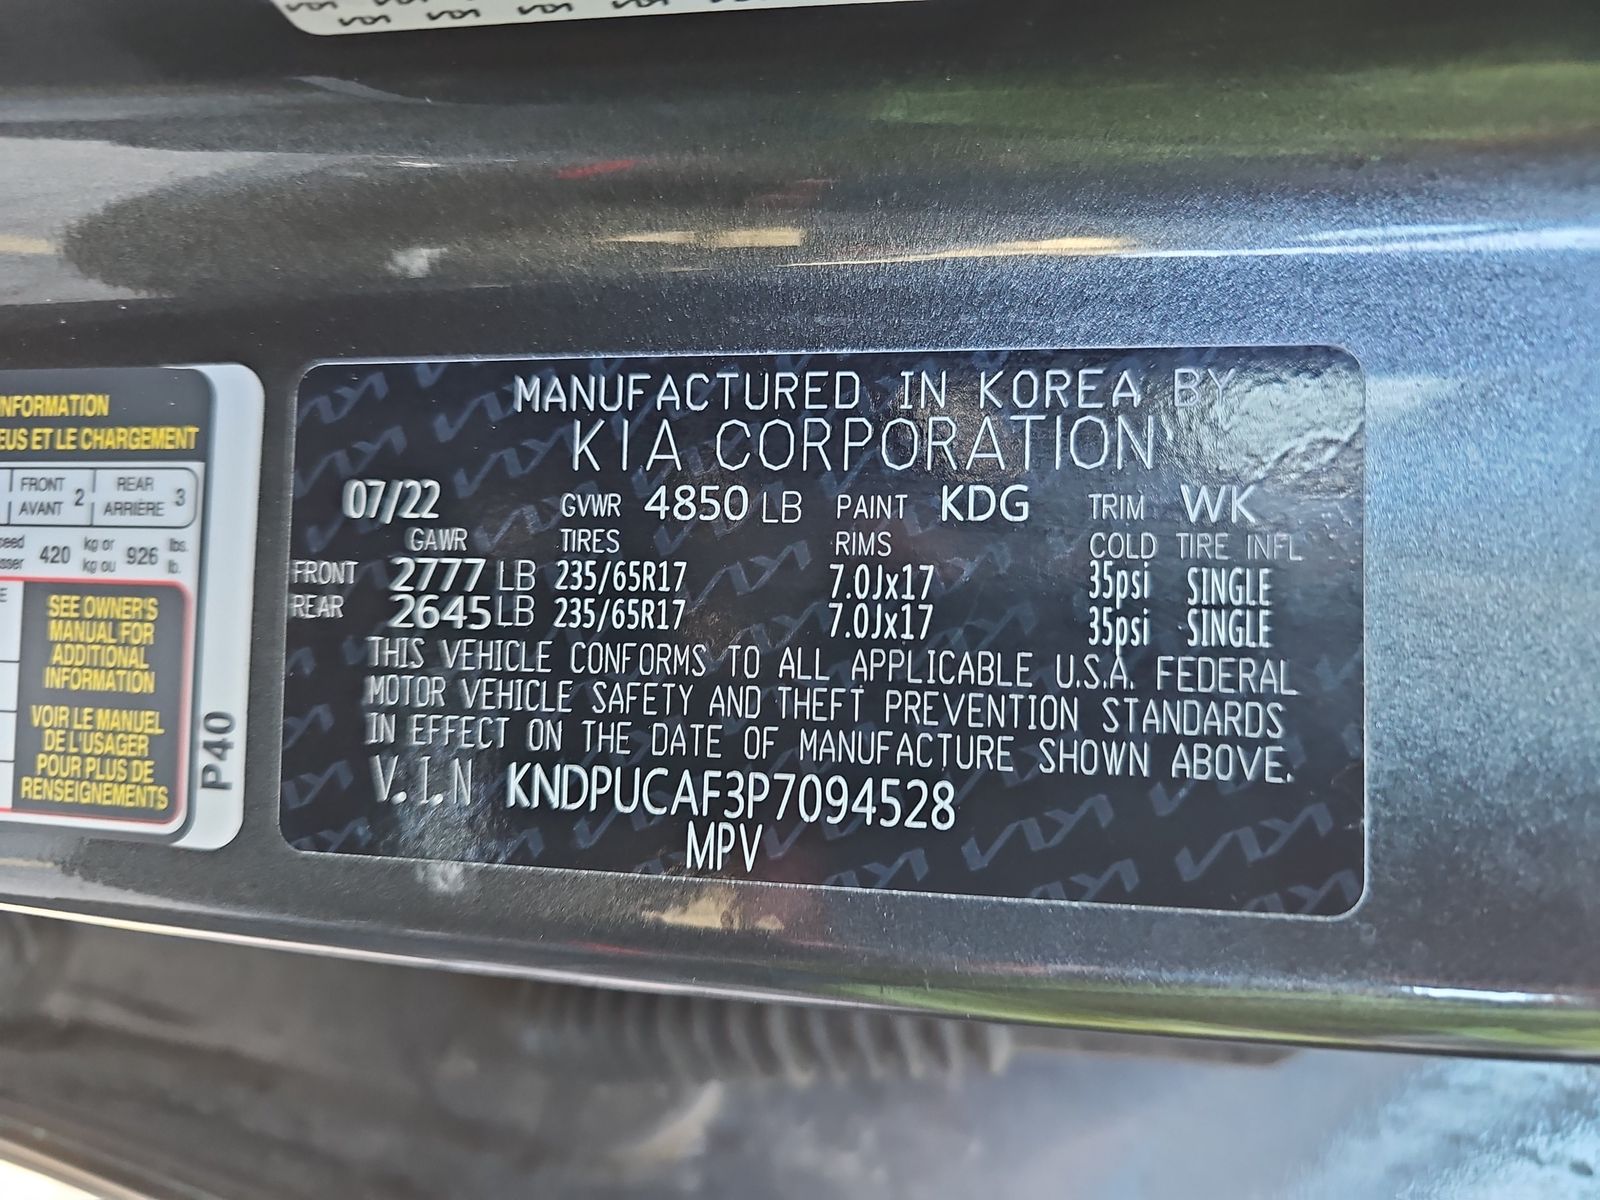 INFORMATION
EUS ET LE CHARGEMENT
FRONT AVANT 2 REAR ARRIÈRE 3
420 kg or kg ou 926 lbs. lb.
SEE OWNER'S
MANUAL FOR
ADDITIONAL
INFORMATION
VOIR LE MANUEL
DE L'USAGER
POUR PLUS DE
RENSEIGNEMENTS
P40
MANUFACTURED IN KOREA BY
KIA CORPORATION
07/22 GVWR 4850 LB PAINT KDG TRIM WK
GAWR TIRES RIMS COLD TIRE INFL
FRONT 2777 LB 235/65R17 7.0Jx17 35psi SINGLE
REAR 2645 LB 235/65R17 7.0Jx17 35psi SINGLE
THIS VEHICLE CONFORMS TO ALL APPLICABLE U.S.A. FEDERAL
MOTOR VEHICLE SAFETY AND THEFT PREVENTION STANDARDS
IN EFFECT ON THE DATE OF MANUFACTURE SHOWN ABOVE.
V.I.N KNDPUCAF3P7094528
MPV